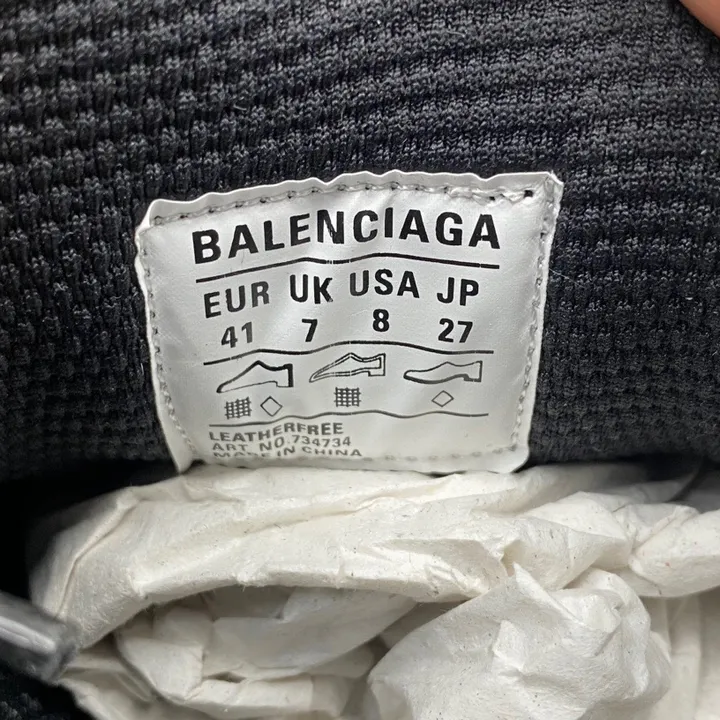 BALENCIAGA
EUR UK USA JP
41 7 8 27
LEATHERFREE
ART NO.734734
MADE IN CHINA